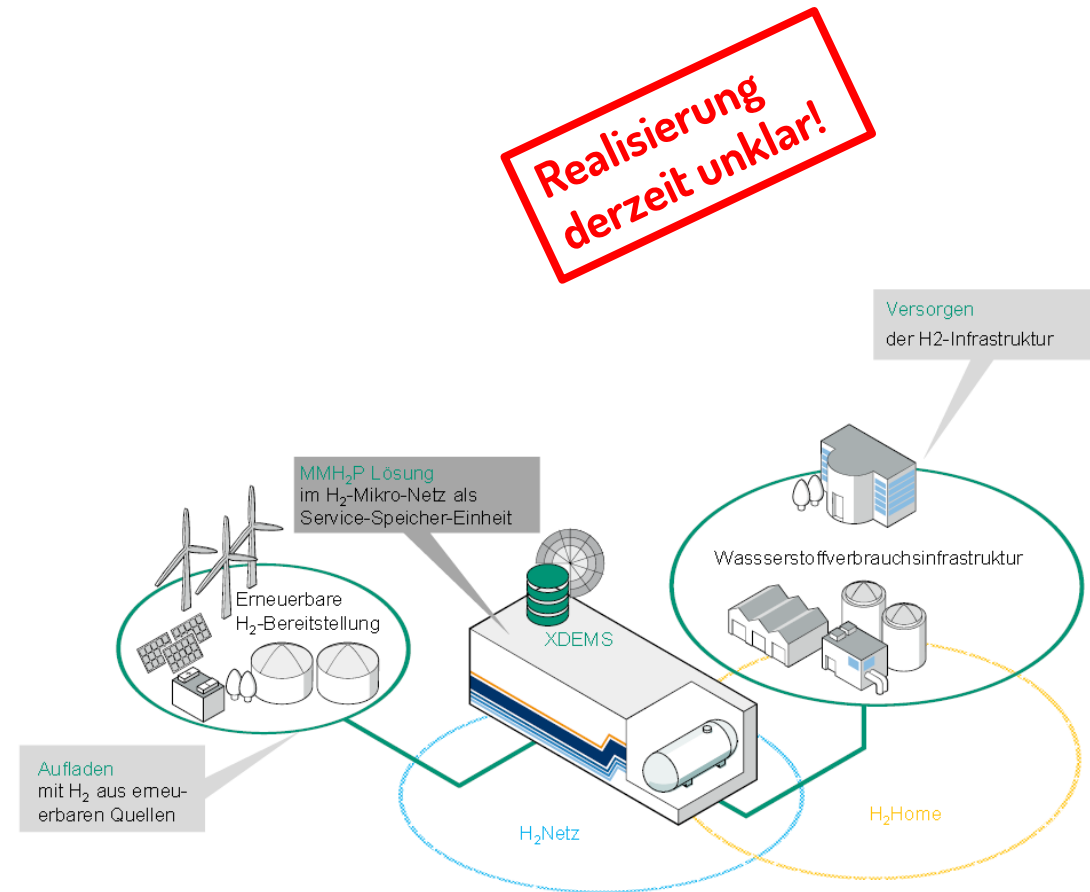 Realisierung
derzeit unklar!
Versorgen
der H2-Infrastruktur
MMH₂P Lösung
im H₂-Mikro-Netz als
Service-Speicher-Einheit
Wassserstoffverbrauchsinfrastruktur
Erneuerbare
H₂-Bereitstellung
XDEMS
Aufladen
mit H₂ aus erneu-
erbaren Quellen
H₂Netz
H₂Home